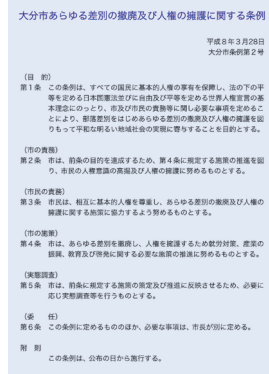 大分市あらゆる差別の撤廃及び人権の擁護に関する条例
平成8年3月28日
大分市条例第2号
（目　的）
第1条　この条例は、すべての国民に基本的人権の享有を保障し、法の下の平
等を定める日本国憲法並びに自由及び平等を定める世界人権宣言の基
本理念にのっとり、市及び市民の責務等に関し必要な事項を定めるこ
とにより、部落差別をはじめあらゆる差別の撤廃及び人権の擁護を図
りもって平和な明るい地域社会の実現に寄与することを目的とする。
（市の責務）
第2条　市は、前条の目的を達成するため、第4条に規定する施策の推進を図
り、市民の人権意識の高揚及び人権の擁護に努めるものとする。
（市民の責務）
第3条　市民は、相互に基本的人権を尊重し、あらゆる差別の撤廃及び人権の
擁護に関する施策に協力するよう努めるものとする。
（市の施策）
第4条　市は、あらゆる差別を撤廃し、人権を擁護するため就労対策、産業の
振興、教育及び啓発に関する必要な施策の推進に努めるものとする。
（実態調査）
第5条　市は、前条に規定する施策の策定及び推進に反映させるため、必要に
応じ実態調査等を行うものとする。
（委　任）
第6条　この条例に定めるもののほか、必要な事項は、市長が別に定める。
附　則
この条例は、公布の日から施行する。